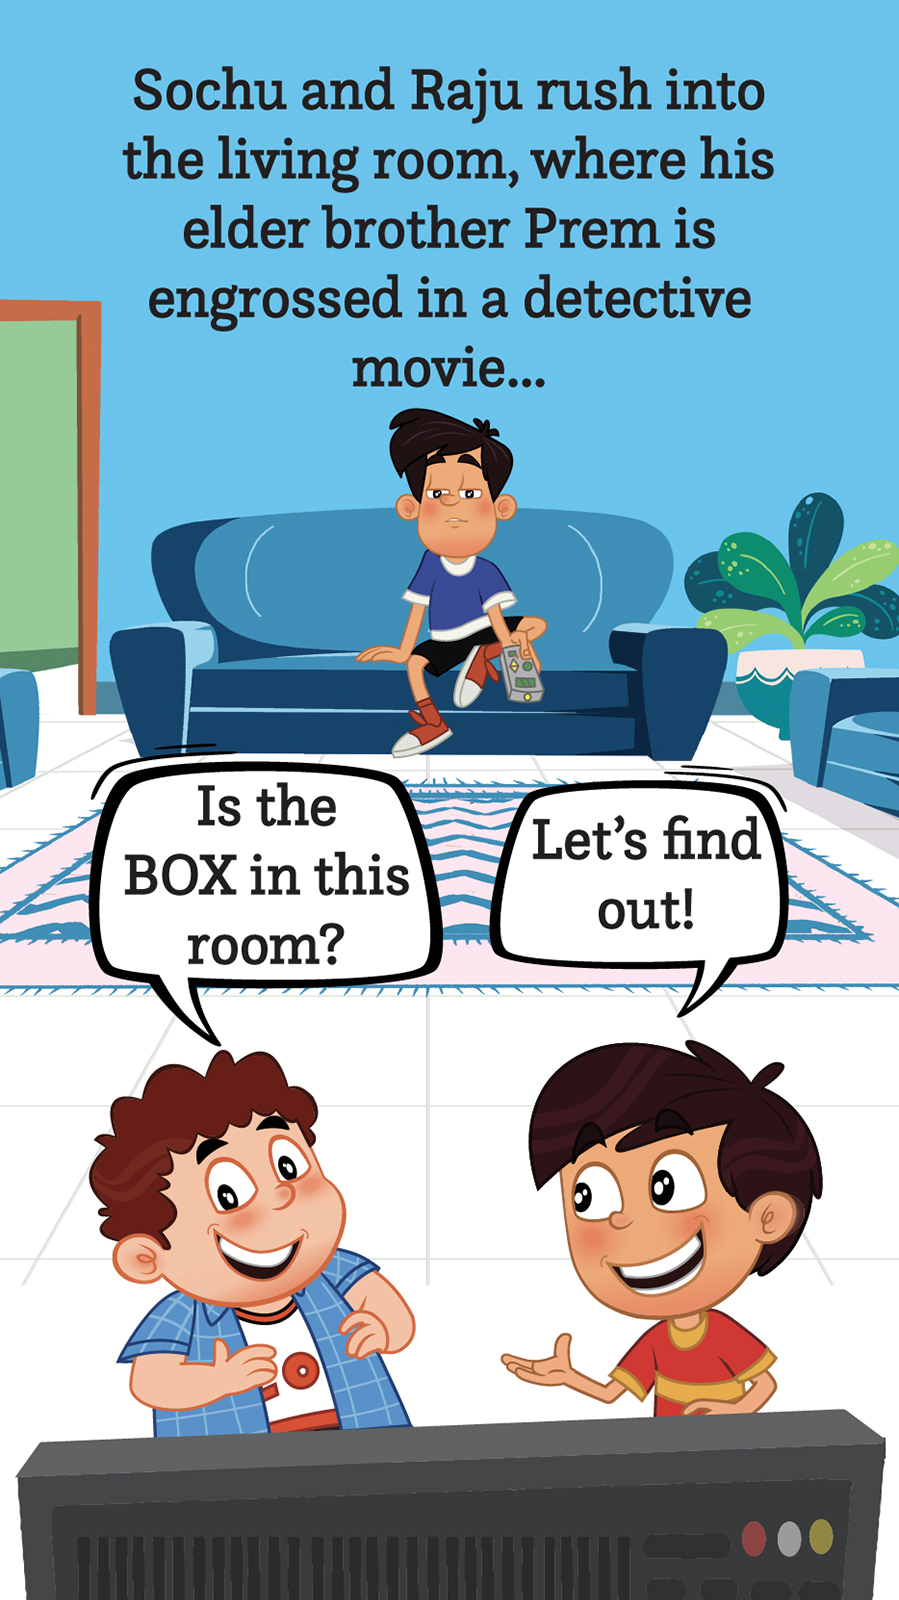 Sochu and Raju rush into
the living room, where his
elder brother Prem is
engrossed in a detective
movie...
Is the
BOX in this
room?
Let's find
out!